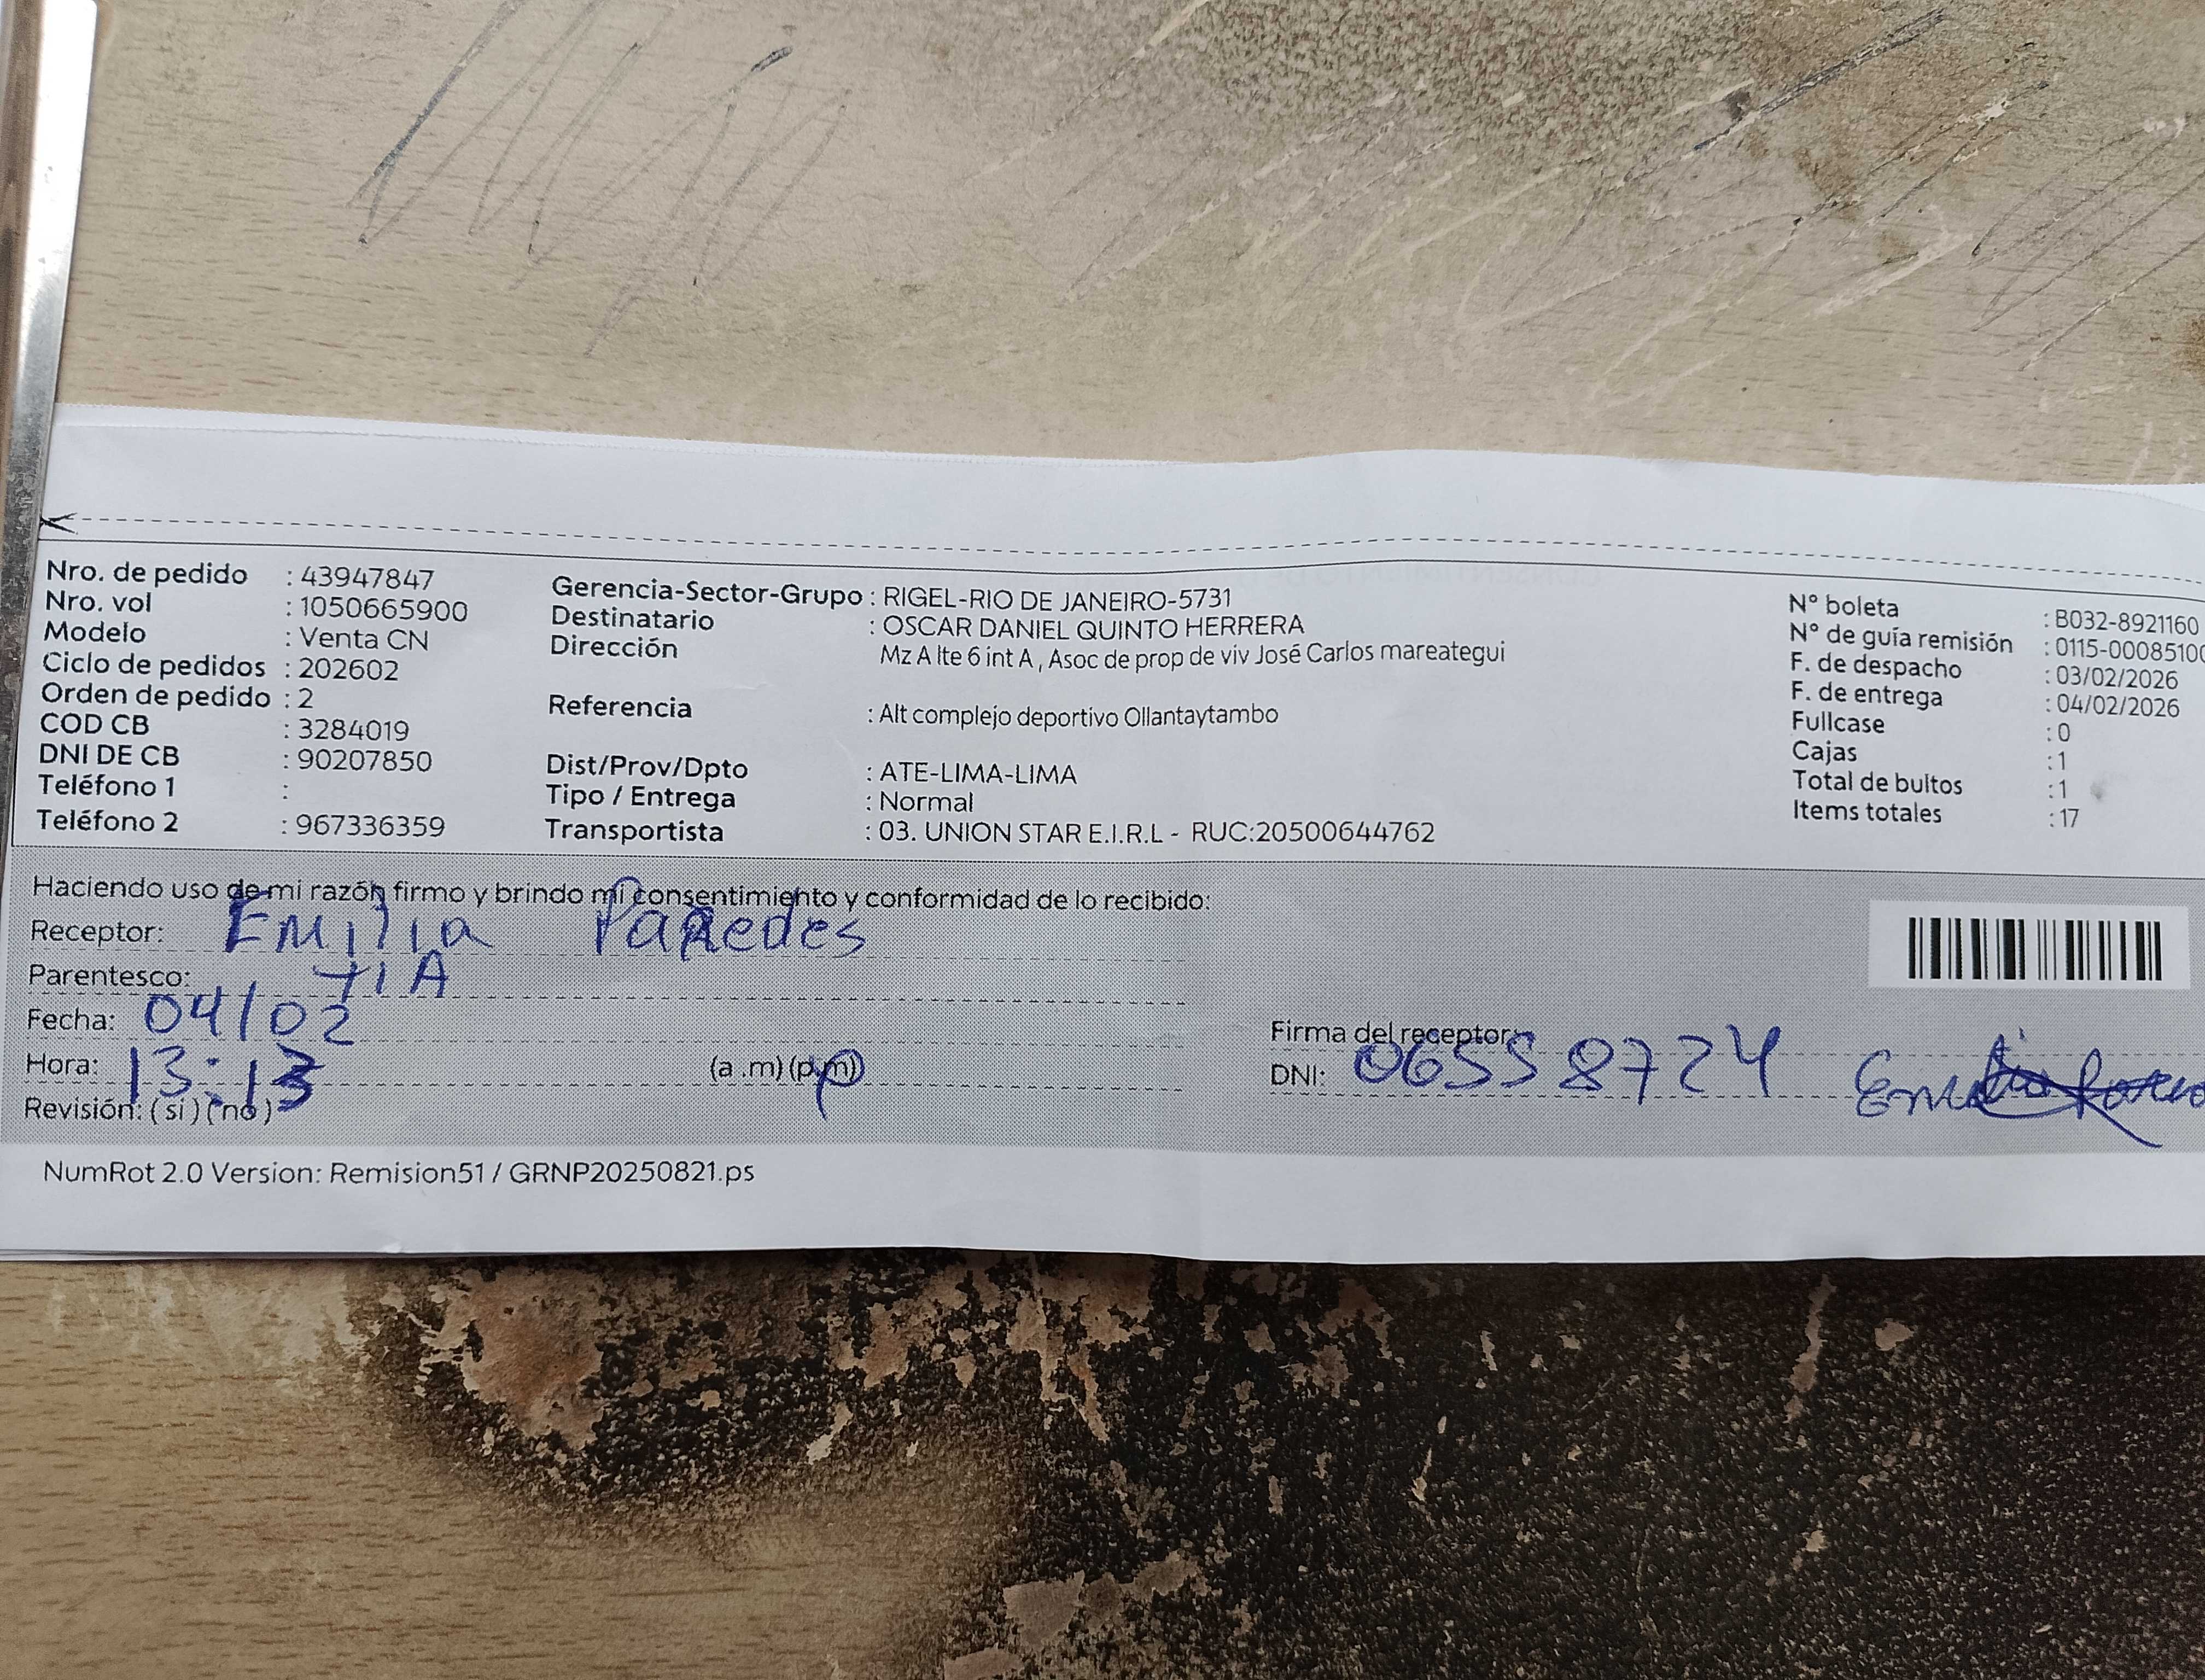 Nro. de pedido : 43947847
Nro. vol : 1050665900
Modelo : Venta CN
Ciclo de pedidos : 202602
Orden de pedido : 2
COD CB : 3284019
DNI DE CB : 90207850
Teléfono 1 :
Teléfono 2 : 967336359
Gerencia-Sector-Grupo : RIGEL-RIO DE JANEIRO-5731
Destinatario : OSCAR DANIEL QUINTO HERRERA
Dirección Mz A lte 6 int A , Asoc de prop de viv José Carlos mareategui
Referencia : Alt complejo deportivo Ollantaytambo
Dist/Prov/Dpto : ATE-LIMA-LIMA
Tipo / Entrega : Normal
Transportista : 03. UNION STAR E.I.R.L - RUC:20500644762
N° boleta : B032-8921160
N° de guía remisión : 0115-0008510
F. de despacho : 03/02/2026
F. de entrega : 04/02/2026
Fullcase : 0
Cajas : 1
Total de bultos : 1
Items totales : 17
Haciendo uso de mi razón firmo y brindo mi consentimiento y conformidad de lo recibido:
Receptor: Emilia Paredes
Parentesco: TIA
Fecha: 04/02
Hora: 13:13 (a .m) (p.m) p
Revisión: ( si ) ( no )
Firma del receptor:
DNI: 06558724
NumRot 2.0 Version: Remision51 / GRNP20250821.ps